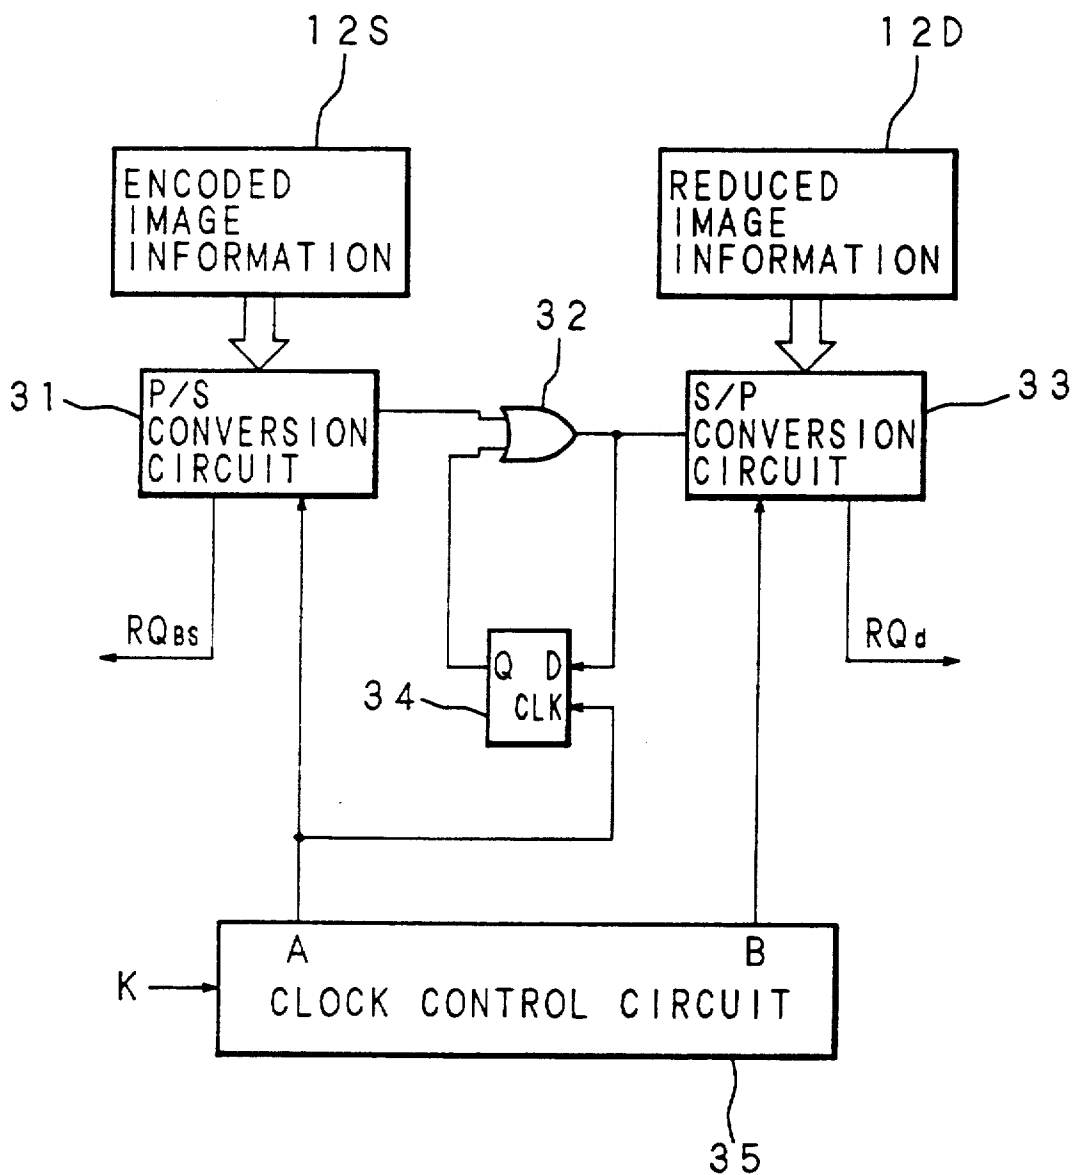 12S
12D
ENCODED
IMAGE
INFORMATION
REDUCED
IMAGE
INFORMATION
32
31
P/S
CONVERSION
CIRCUIT
S/P
CONVERSION
CIRCUIT
33
RQBS
RQd
Q D
CLK
34
A
B
K
CLOCK CONTROL CIRCUIT
35